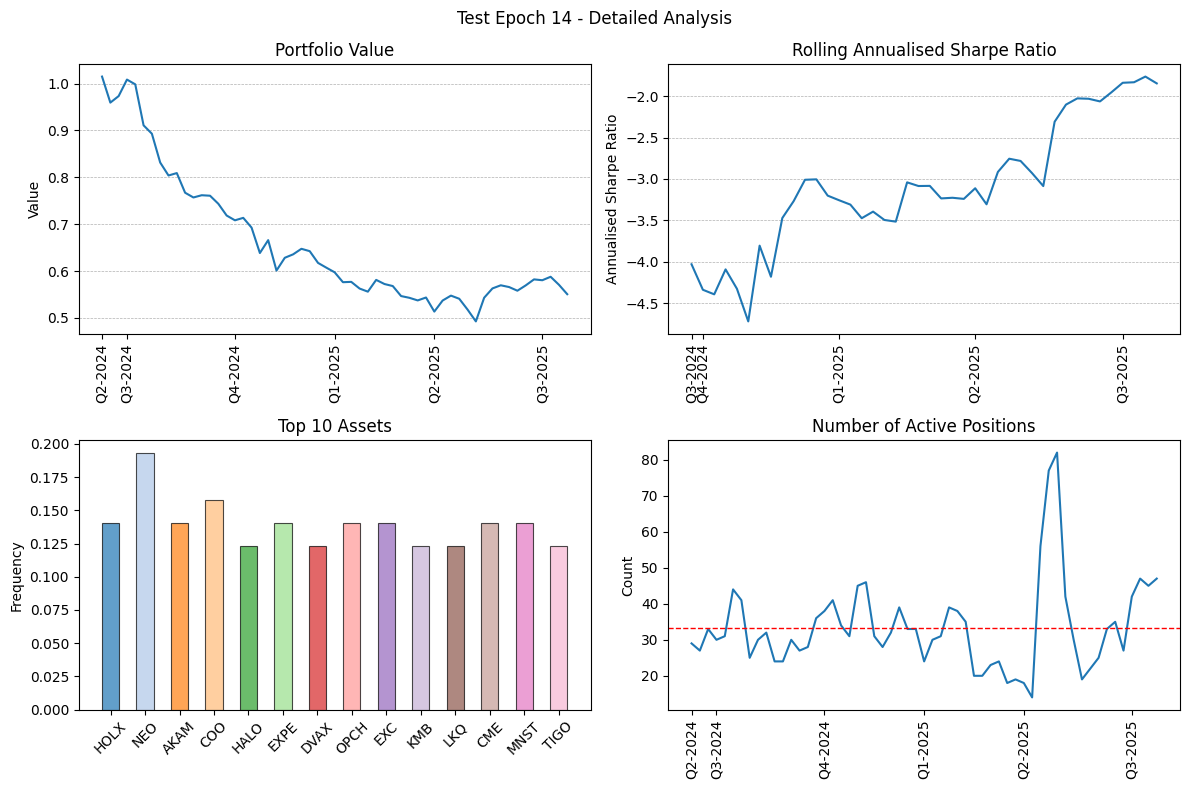 Test Epoch 14 - Detailed Analysis
Portfolio Value
Value
1.0
0.9
0.8
0.7
0.6
0.5
Q2-2024
Q3-2024
Q4-2024
Q1-2025
Q2-2025
Q3-2025
Rolling Annualised Sharpe Ratio
Annualised Sharpe Ratio
−2.0
−2.5
−3.0
−3.5
−4.0
−4.5
Q3-2024
Q4-2024
Q1-2025
Q2-2025
Q3-2025
Top 10 Assets
Frequency
0.200
0.175
0.150
0.125
0.100
0.075
0.050
0.025
0.000
HOLX
NEO
AKAM
COO
HALO
EXPE
DVAX
OPCH
EXC
KMB
LKQ
CME
MNST
TIGO
Number of Active Positions
Count
80
70
60
50
40
30
20
Q2-2024
Q3-2024
Q4-2024
Q1-2025
Q2-2025
Q3-2025